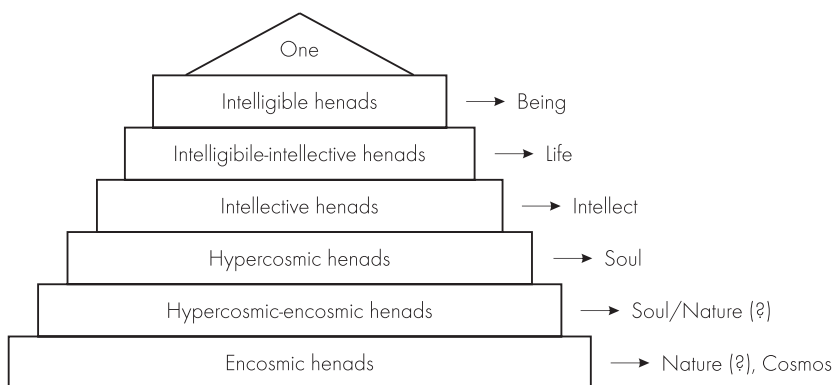 One
Intelligible henads Being
Intelligibile-intellective henads Life
Intellective henads Intellect
Hypercosmic henads Soul
Hypercosmic-encosmic henads Soul/Nature (?)
Encosmic henads Nature (?), Cosmos